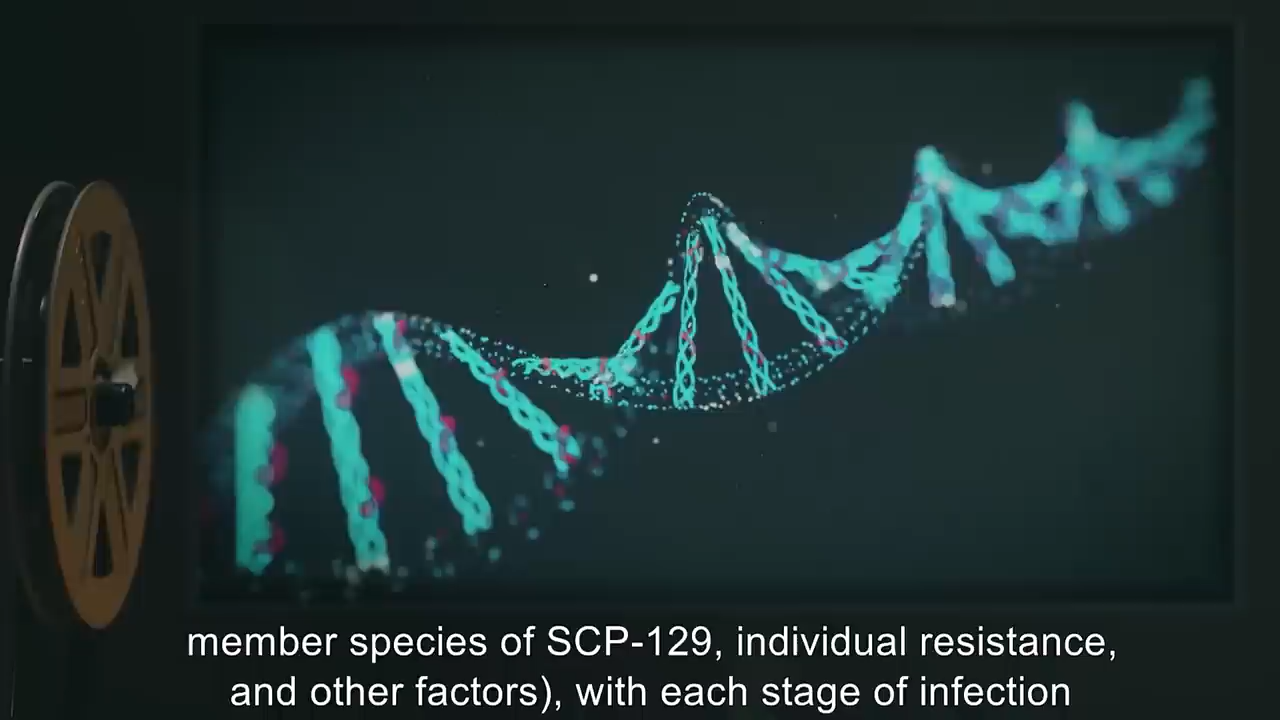 member species of SCP-129, individual resistance,
and other factors), with each stage of infection